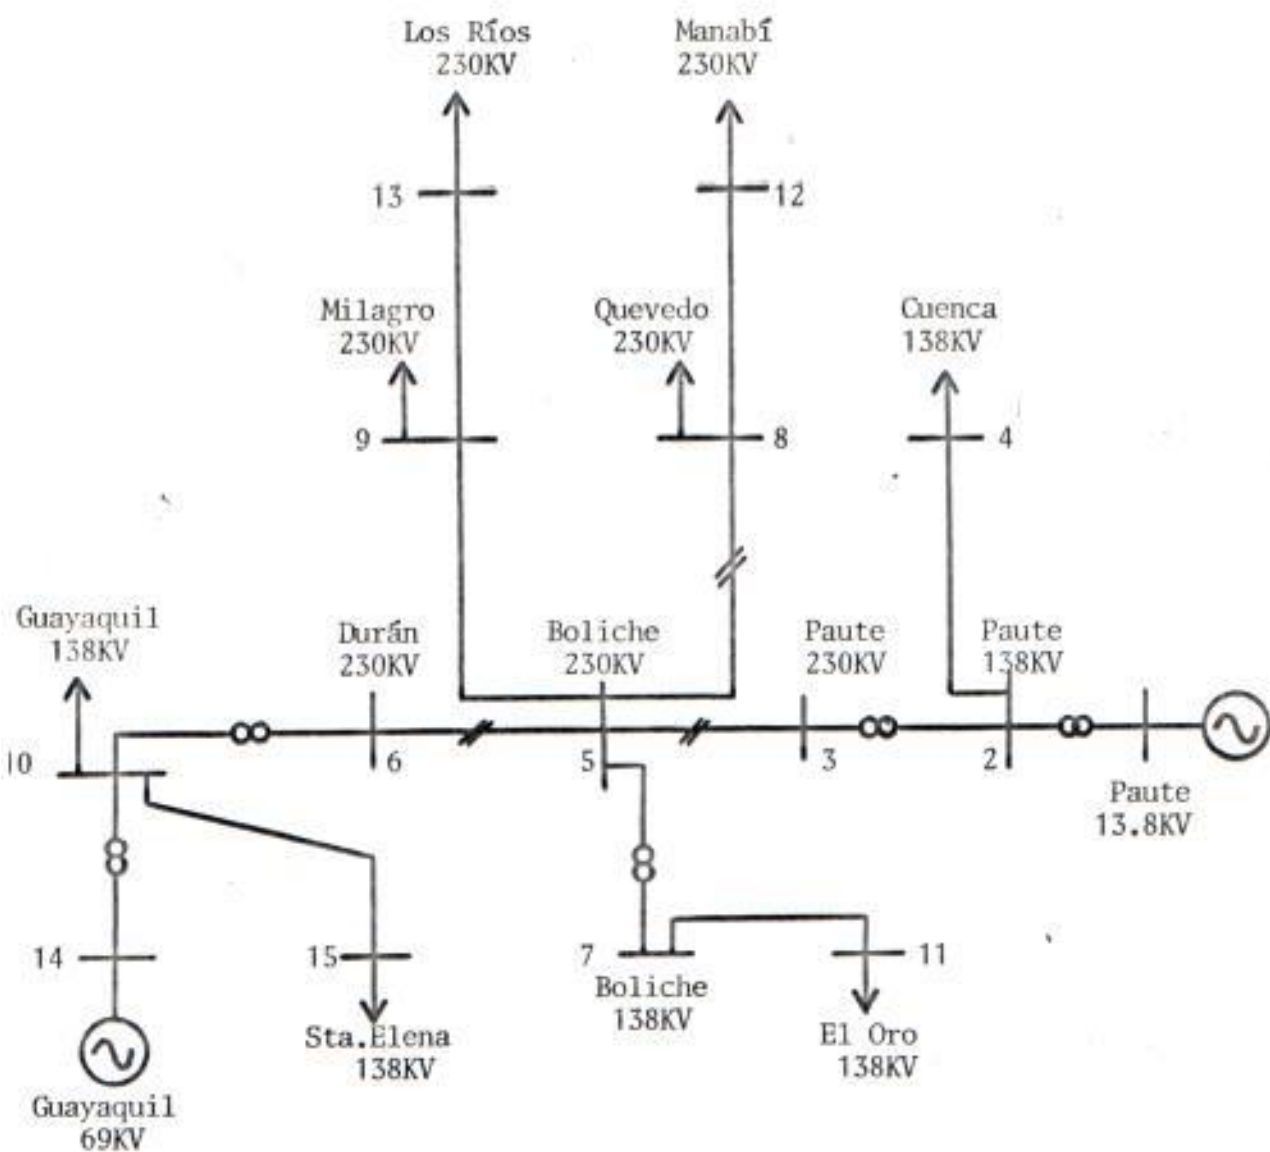 Los Ríos
230KV
Manabí
230KV
13
12
Milagro
230KV
Quevedo
230KV
Cuenca
138KV
9
8
4
Guayaquil
138KV
Durán
230KV
Boliche
230KV
Paute
230KV
Paute
138KV
10
6
5
3
2
Paute
13.8KV
14
15
7
11
Boliche
138KV
Sta.Elena
138KV
El Oro
138KV
Guayaquil
69KV